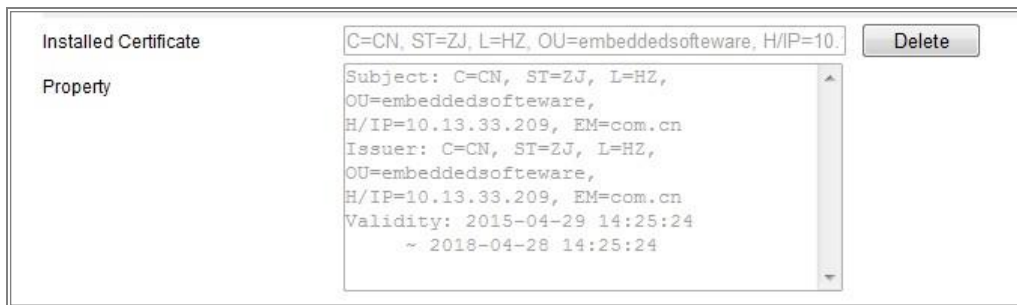 Installed Certificate
C=CN, ST=ZJ, L=HZ, OU=embeddedsofteware, H/IP=10.
Delete
Property
Subject: C=CN, ST=ZJ, L=HZ,
OU=embeddedsofteware,
H/IP=10.13.33.209, EM=com.cn
Issuer: C=CN, ST=ZJ, L=HZ,
OU=embeddedsofteware,
H/IP=10.13.33.209, EM=com.cn
Validity: 2015-04-29 14:25:24
~ 2018-04-28 14:25:24